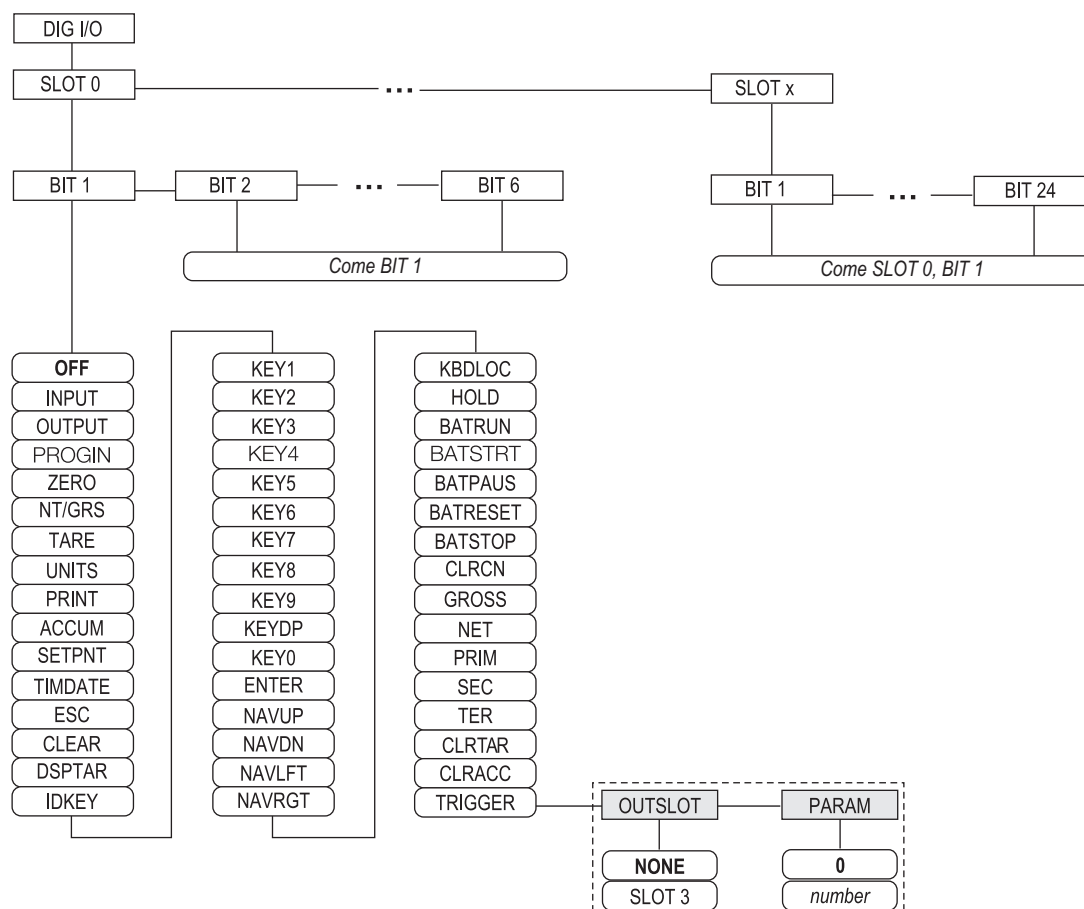 DIG I/O
SLOT 0
...
SLOT x
BIT 1
BIT 2
...
BIT 6
BIT 1
...
BIT 24
Come BIT 1
Come SLOT 0, BIT 1
OFF
INPUT
OUTPUT
PROGIN
ZERO
NT/GRS
TARE
UNITS
PRINT
ACCUM
SETPNT
TIMDATE
ESC
CLEAR
DSPTAR
IDKEY
KEY1
KEY2
KEY3
KEY4
KEY5
KEY6
KEY7
KEY8
KEY9
KEYDP
KEY0
ENTER
NAVUP
NAVDN
NAVLFT
NAVRGT
KBDLOC
HOLD
BATRUN
BATSTRT
BATPAUS
BATRESET
BATSTOP
CLRCN
GROSS
NET
PRIM
SEC
TER
CLRTAR
CLRACC
TRIGGER
OUTSLOT
PARAM
NONE
SLOT 3
0
number